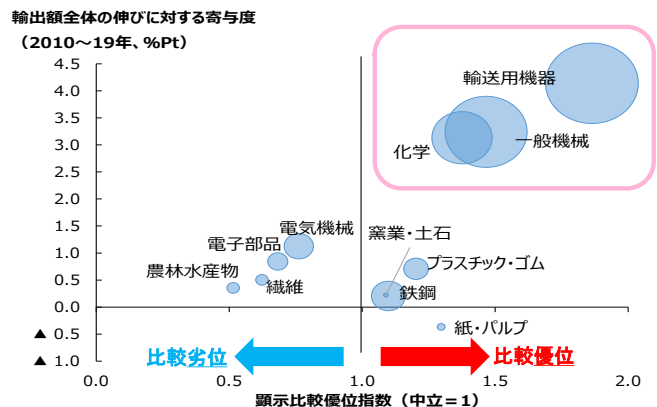 輸出額全体の伸びに対する寄与度
（2010～19年、%Pt）
4.5
4.0
3.5
3.0
2.5
2.0
1.5
1.0
0.5
0.0
▲ 0.5
▲ 1.0
輸送用機器
一般機械
化学
電気機械
窯業・土石
電子部品
プラスチック・ゴム
農林水産物
繊維
鉄鋼
紙・パルプ
比較劣位
比較優位
0.0 0.5 1.0 1.5 2.0
顕示比較優位指数（中立＝1）